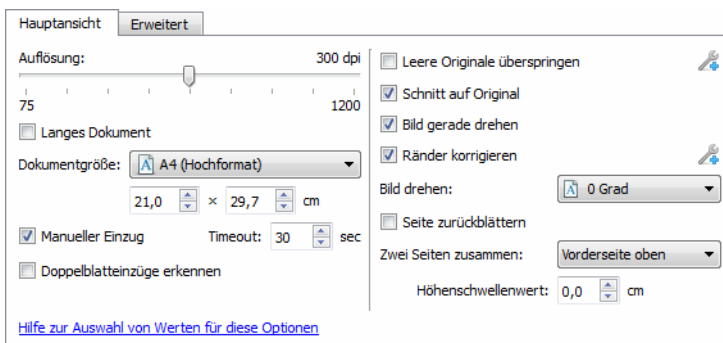 Hauptansicht Erweitert
Auflösung: 300 dpi
75 1200
Langes Dokument
Dokumentgröße: A A4 (Hochformat)
21,0 × 29,7 cm
Manueller Einzug Timeout: 30 sec
Doppelblatteinzüge erkennen
Hilfe zur Auswahl von Werten für diese Optionen
Leere Originale überspringen
Schnitt auf Original
Bild gerade drehen
Ränder korrigieren
Bild drehen: A 0 Grad
Seite zurückblättern
Zwei Seiten zusammen: Vorderseite oben
Höhenschwellenwert: 0,0 cm